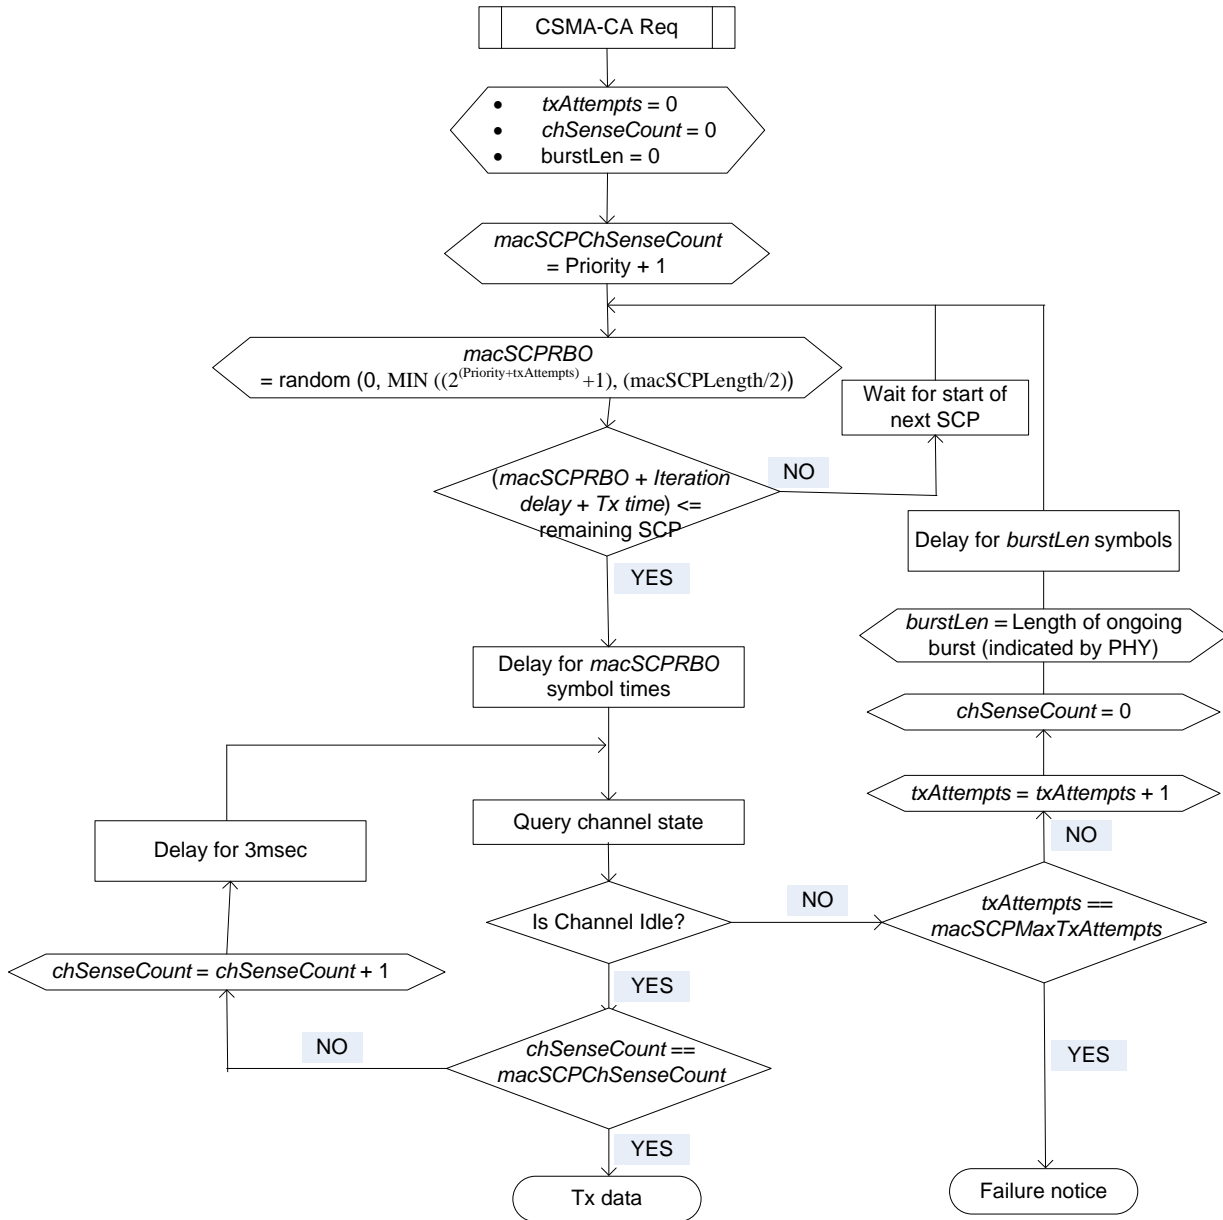 CSMA-CA Req
• txAttempts = 0
• chSenseCount = 0
• burstLen = 0
macSCPChSenseCount
= Priority + 1
macSCPRBO
= random (0, MIN ((2^(Priority+txAttempts) +1), (macSCPLength/2))
Wait for start of
next SCP
(macSCPRBO + Iteration
delay + Tx time) <=
remaining SCP
NO
YES
Delay for burstLen symbols
burstLen = Length of ongoing
burst (indicated by PHY)
Delay for macSCPRBO
symbol times
chSenseCount = 0
txAttempts = txAttempts + 1
Query channel state
NO
Delay for 3msec
Is Channel Idle?
NO
txAttempts ==
macSCPMaxTxAttempts
chSenseCount = chSenseCount + 1
YES
NO
chSenseCount ==
macSCPChSenseCount
YES
YES
Tx data
Failure notice